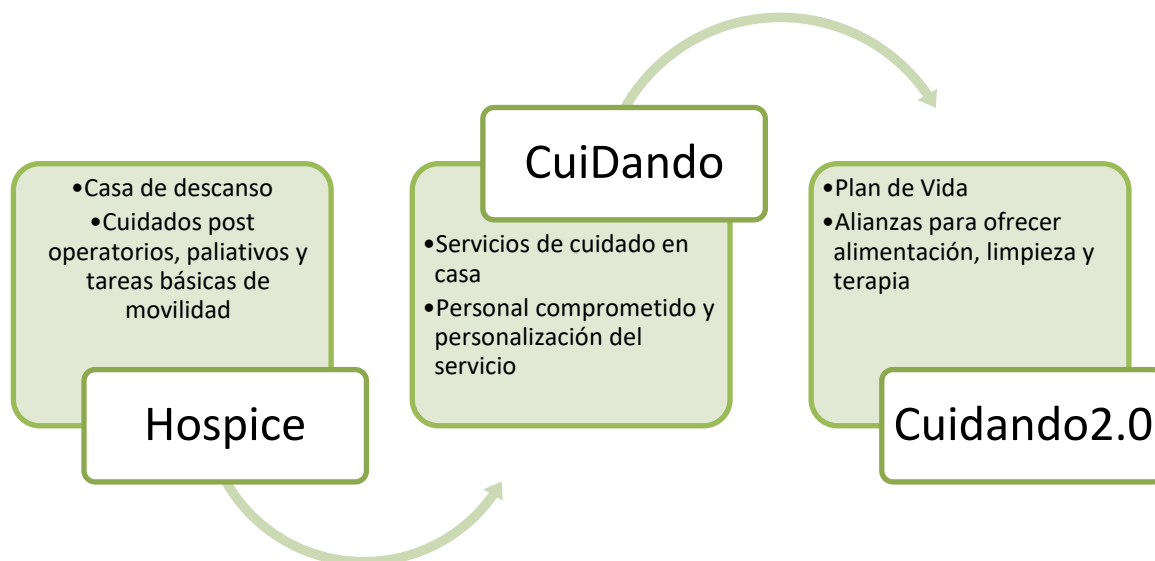 •Casa de descanso
•Cuidados post
operatorios, paliativos y
tareas básicas de
movilidad
Hospice
CuiDando
•Servicios de cuidado en
casa
•Personal comprometido y
personalización del
servicio
•Plan de Vida
•Alianzas para ofrecer
alimentación, limpieza y
terapia
Cuidando2.0